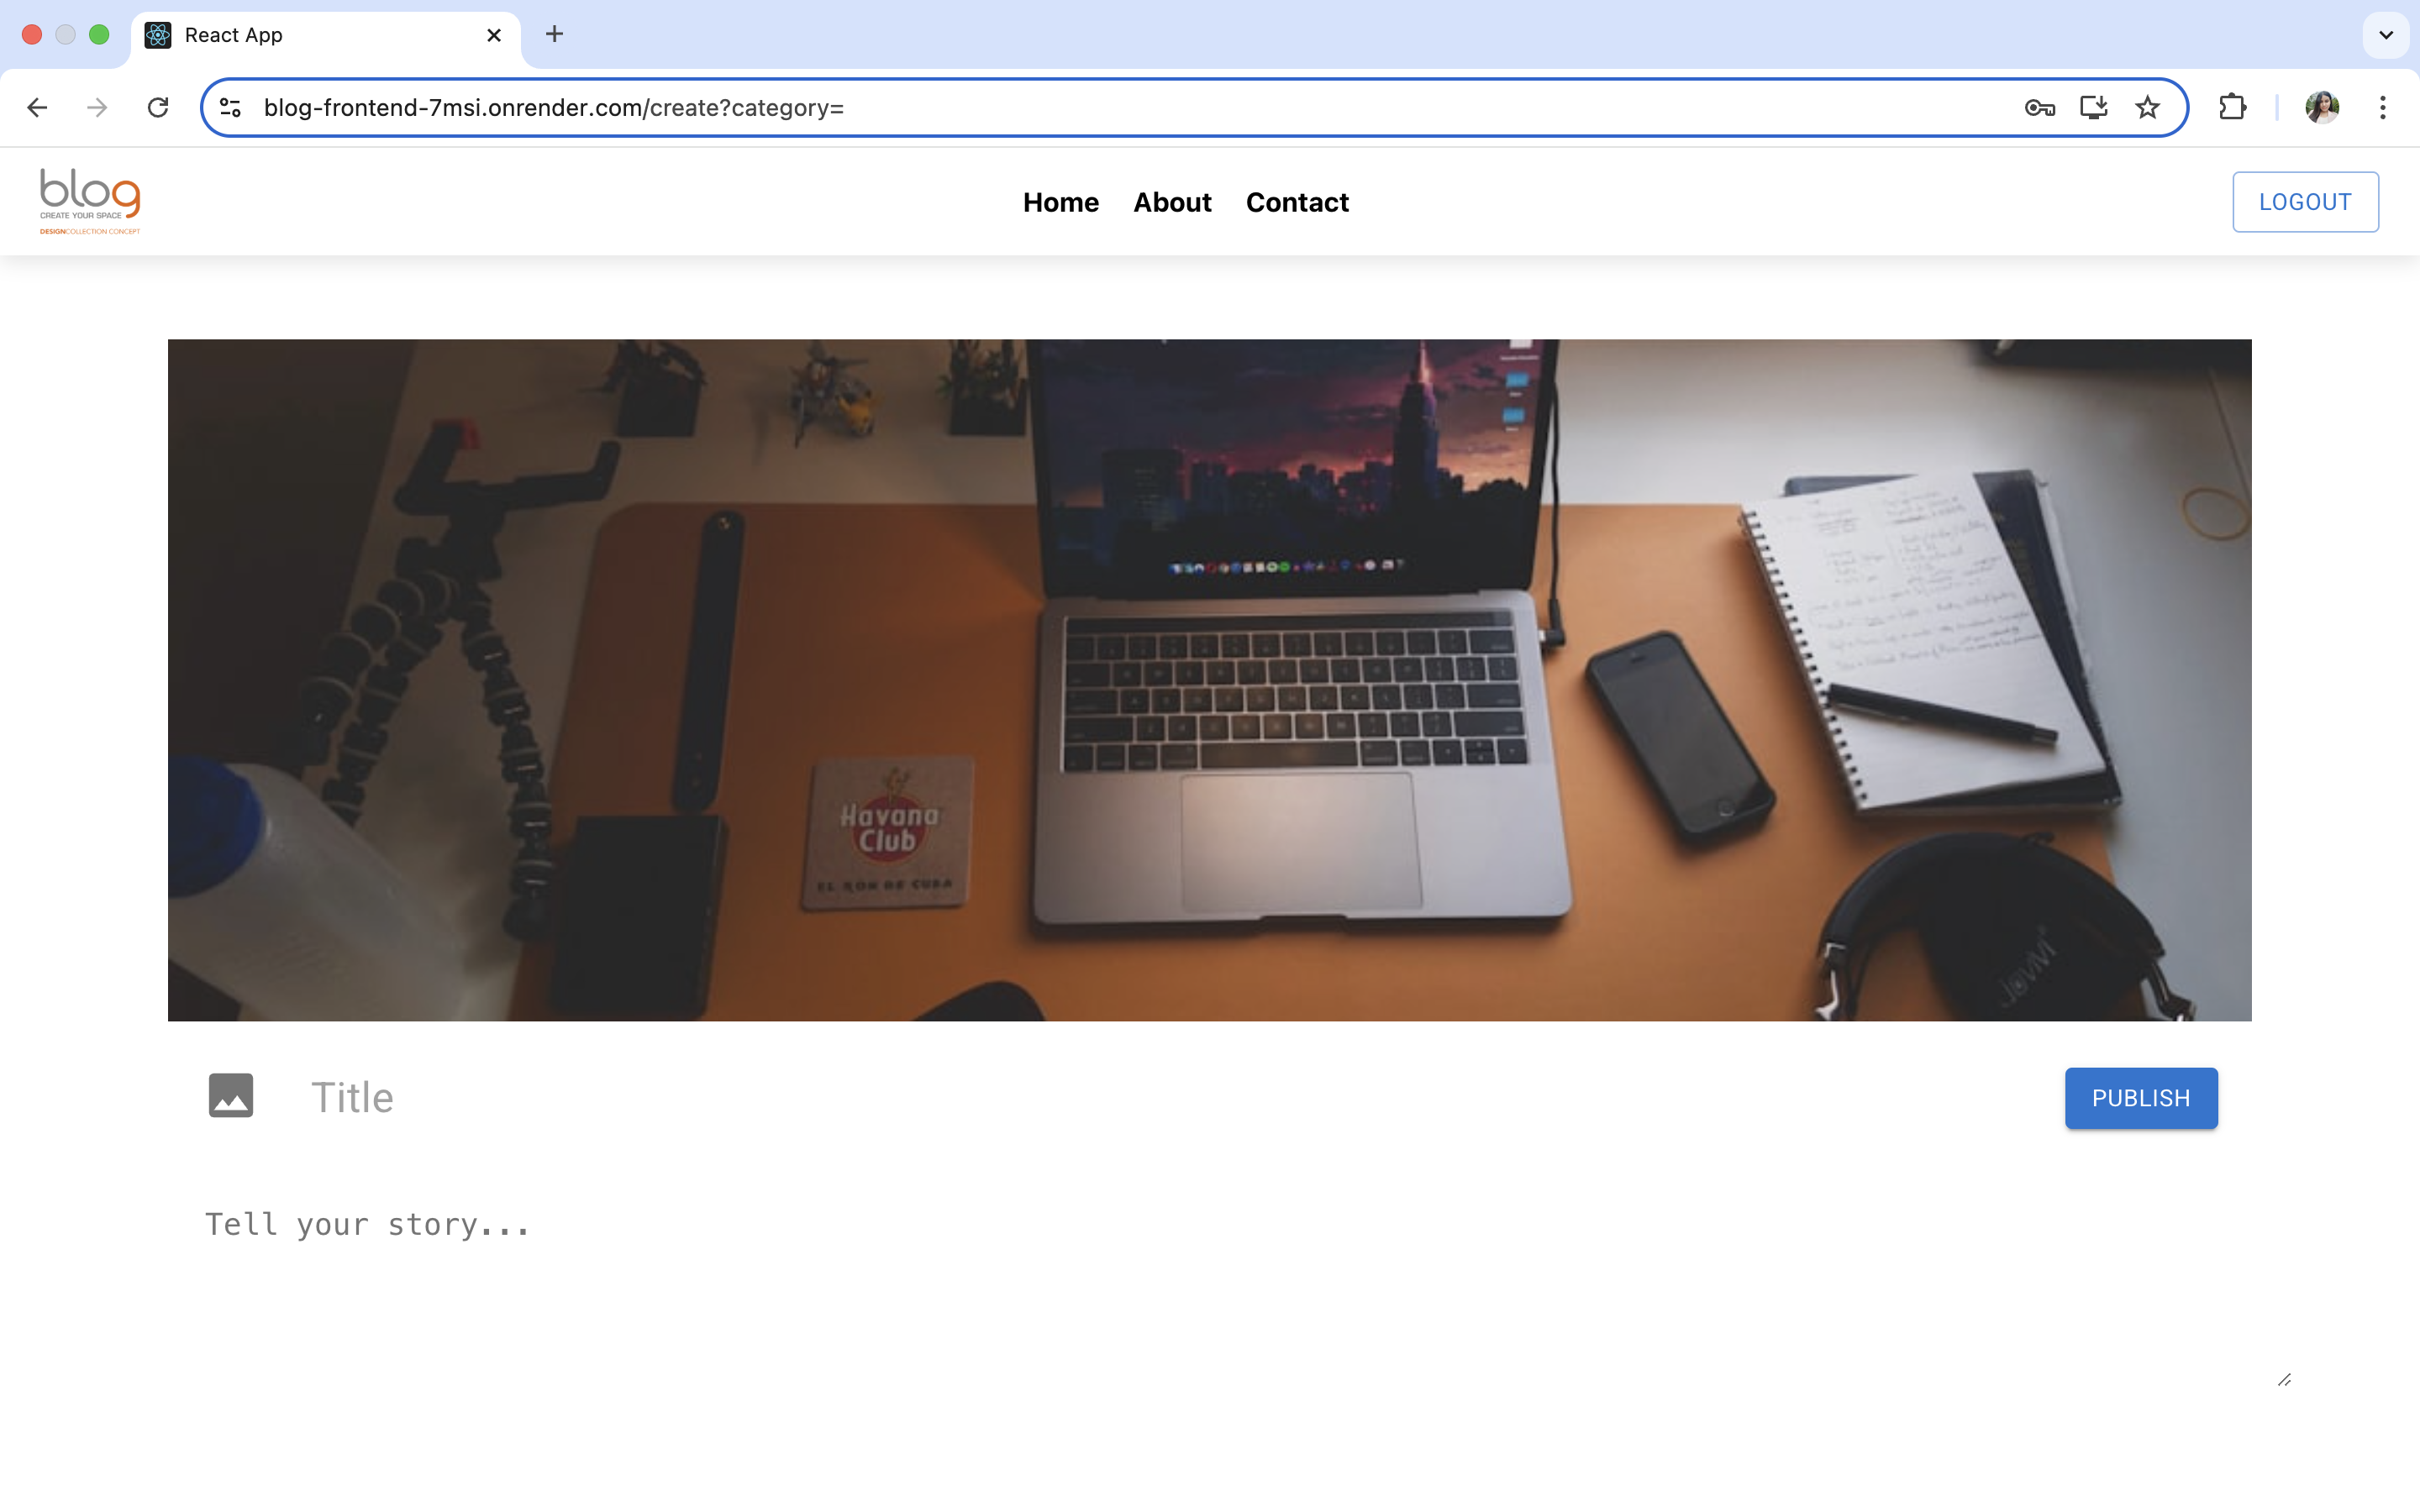 React App
blog-frontend-7msi.onrender.com/create?category=
blog
CREATE YOUR SPACE
DESIGNCOLLECTION CONCEPT
Home About Contact
LOGOUT
Havana
Club
EL RON DE CUBA
Title
PUBLISH
Tell your story...